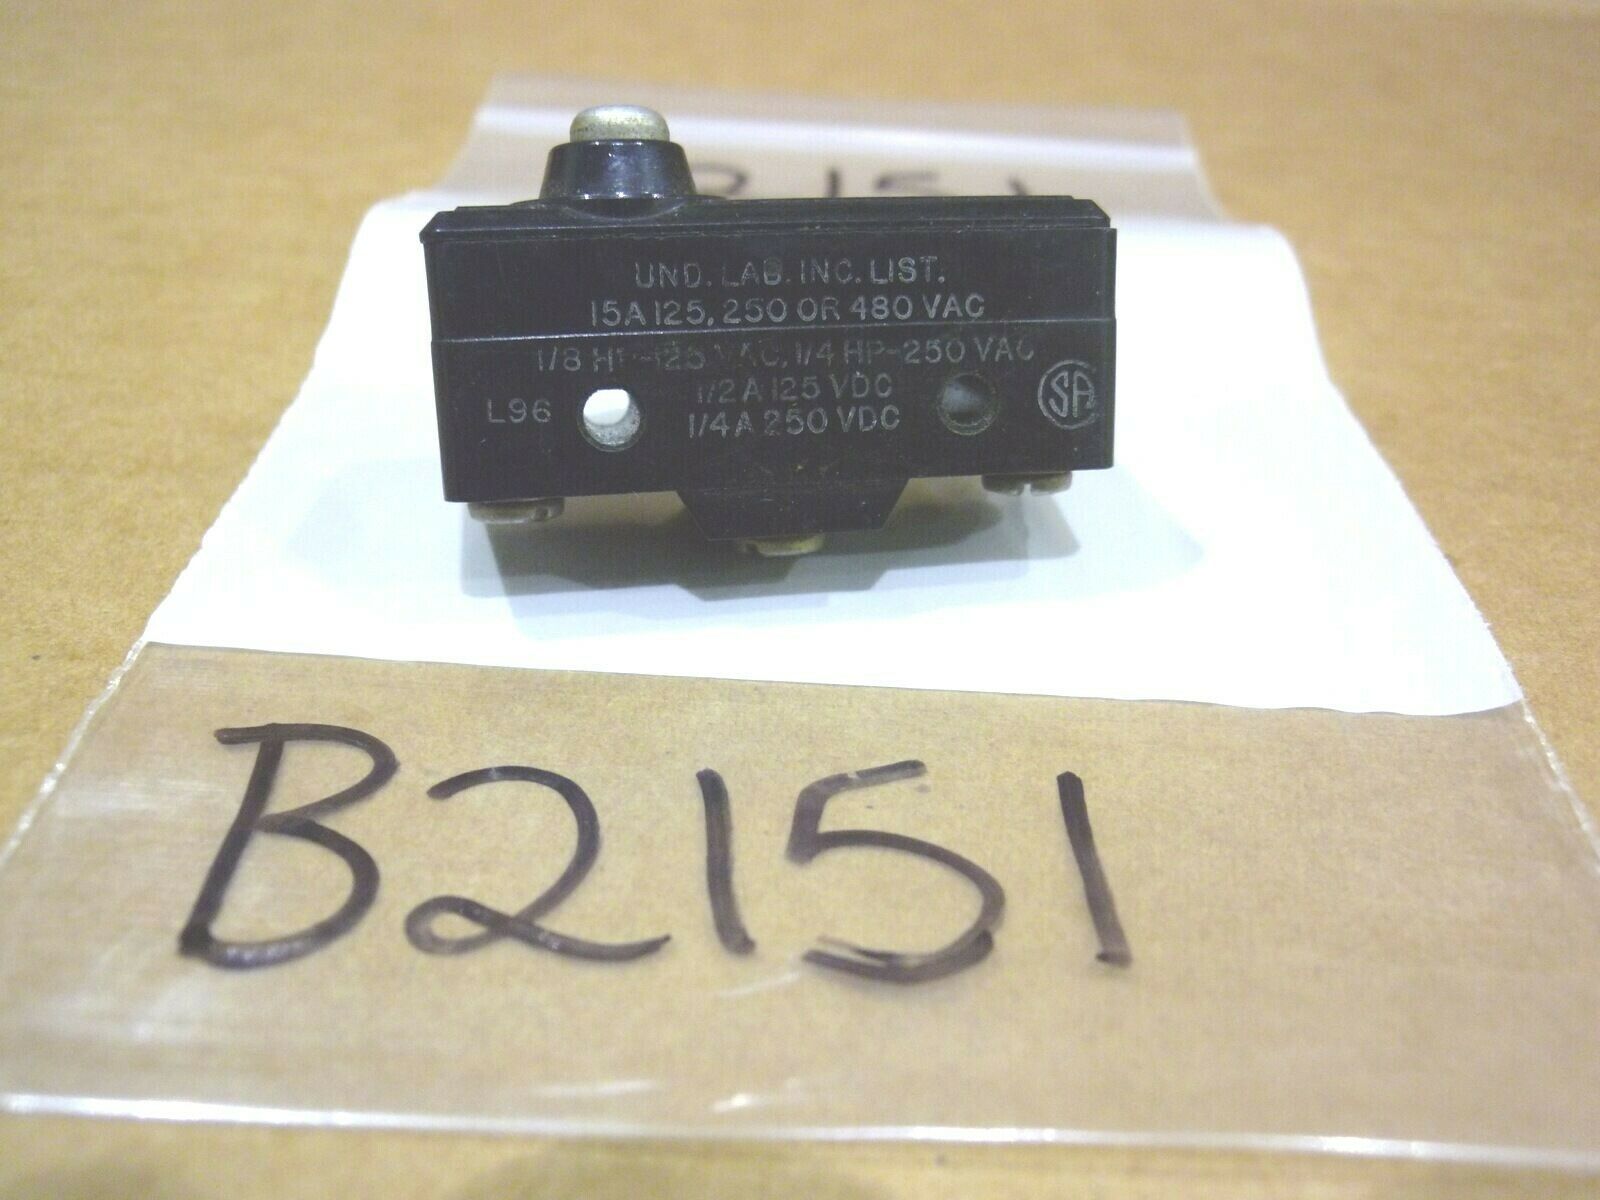 2151
UND. LAB. INC. LIST.
15A 125, 250 OR 480 VAC
1/8 HP-125 VAC, 1/4 HP-250 VAC
1/2 A 125 VDC
L96 1/4 A 250 VDC SA
B2151